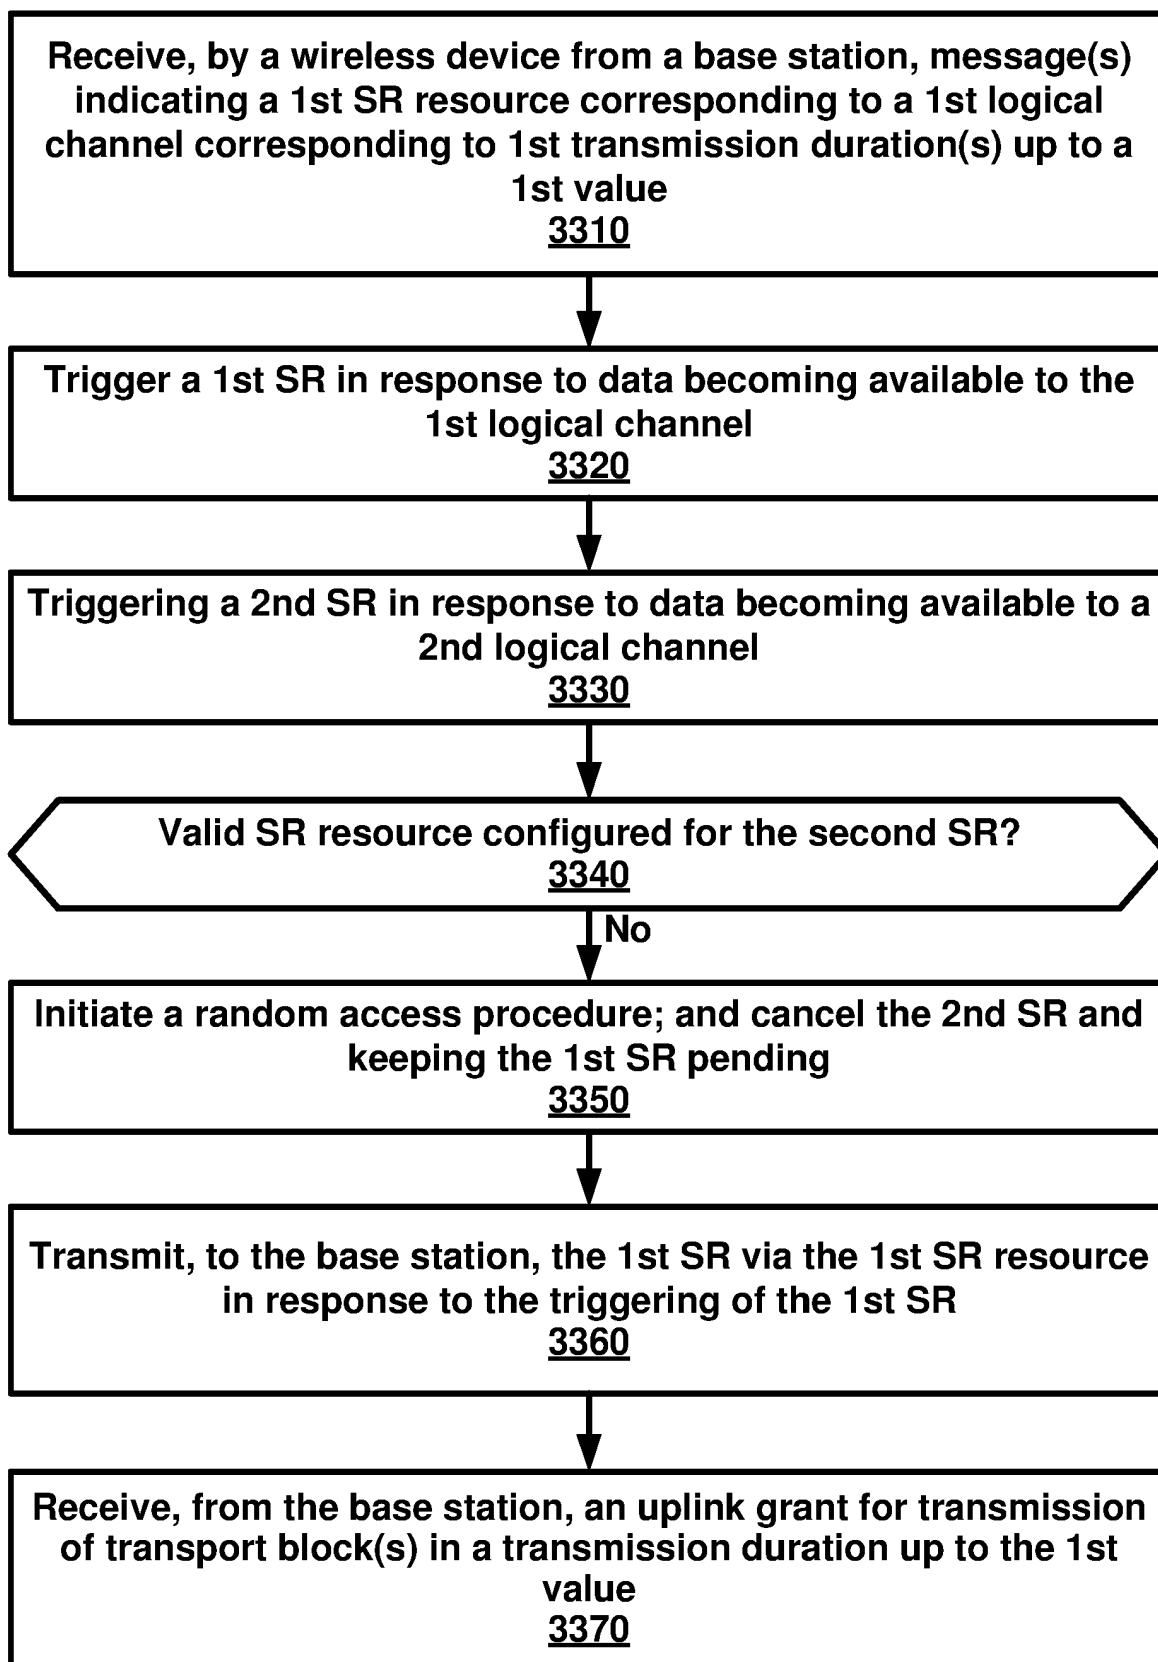 Receive, by a wireless device from a base station, message(s)
indicating a 1st SR resource corresponding to a 1st logical
channel corresponding to 1st transmission duration(s) up to a
1st value
3310
Trigger a 1st SR in response to data becoming available to the
1st logical channel
3320
Triggering a 2nd SR in response to data becoming available to a
2nd logical channel
3330
Valid SR resource configured for the second SR?
3340
No
Initiate a random access procedure; and cancel the 2nd SR and
keeping the 1st SR pending
3350
Transmit, to the base station, the 1st SR via the 1st SR resource
in response to the triggering of the 1st SR
3360
Receive, from the base station, an uplink grant for transmission
of transport block(s) in a transmission duration up to the 1st
value
3370